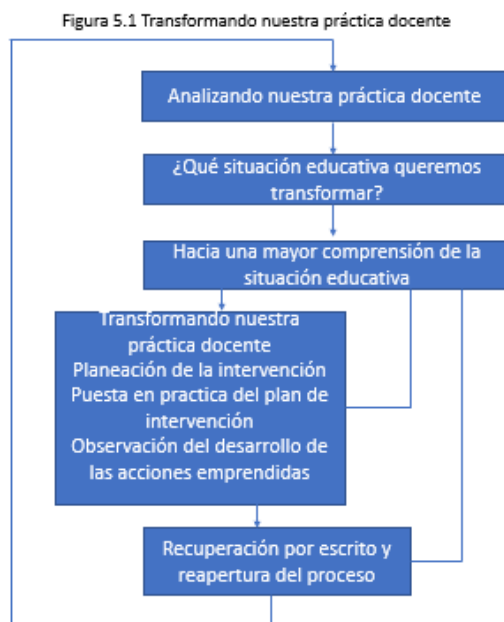 Figura 5.1 Transformando nuestra práctica docente
Analizando nuestra práctica docente
¿Qué situación educativa queremos
transformar?
Hacia una mayor comprensión de la
situación educativa
Transformando nuestra
práctica docente
Planeación de la intervención
Puesta en practica del plan de
intervención
Observación del desarrollo de
las acciones emprendidas
Recuperación por escrito y
reapertura del proceso